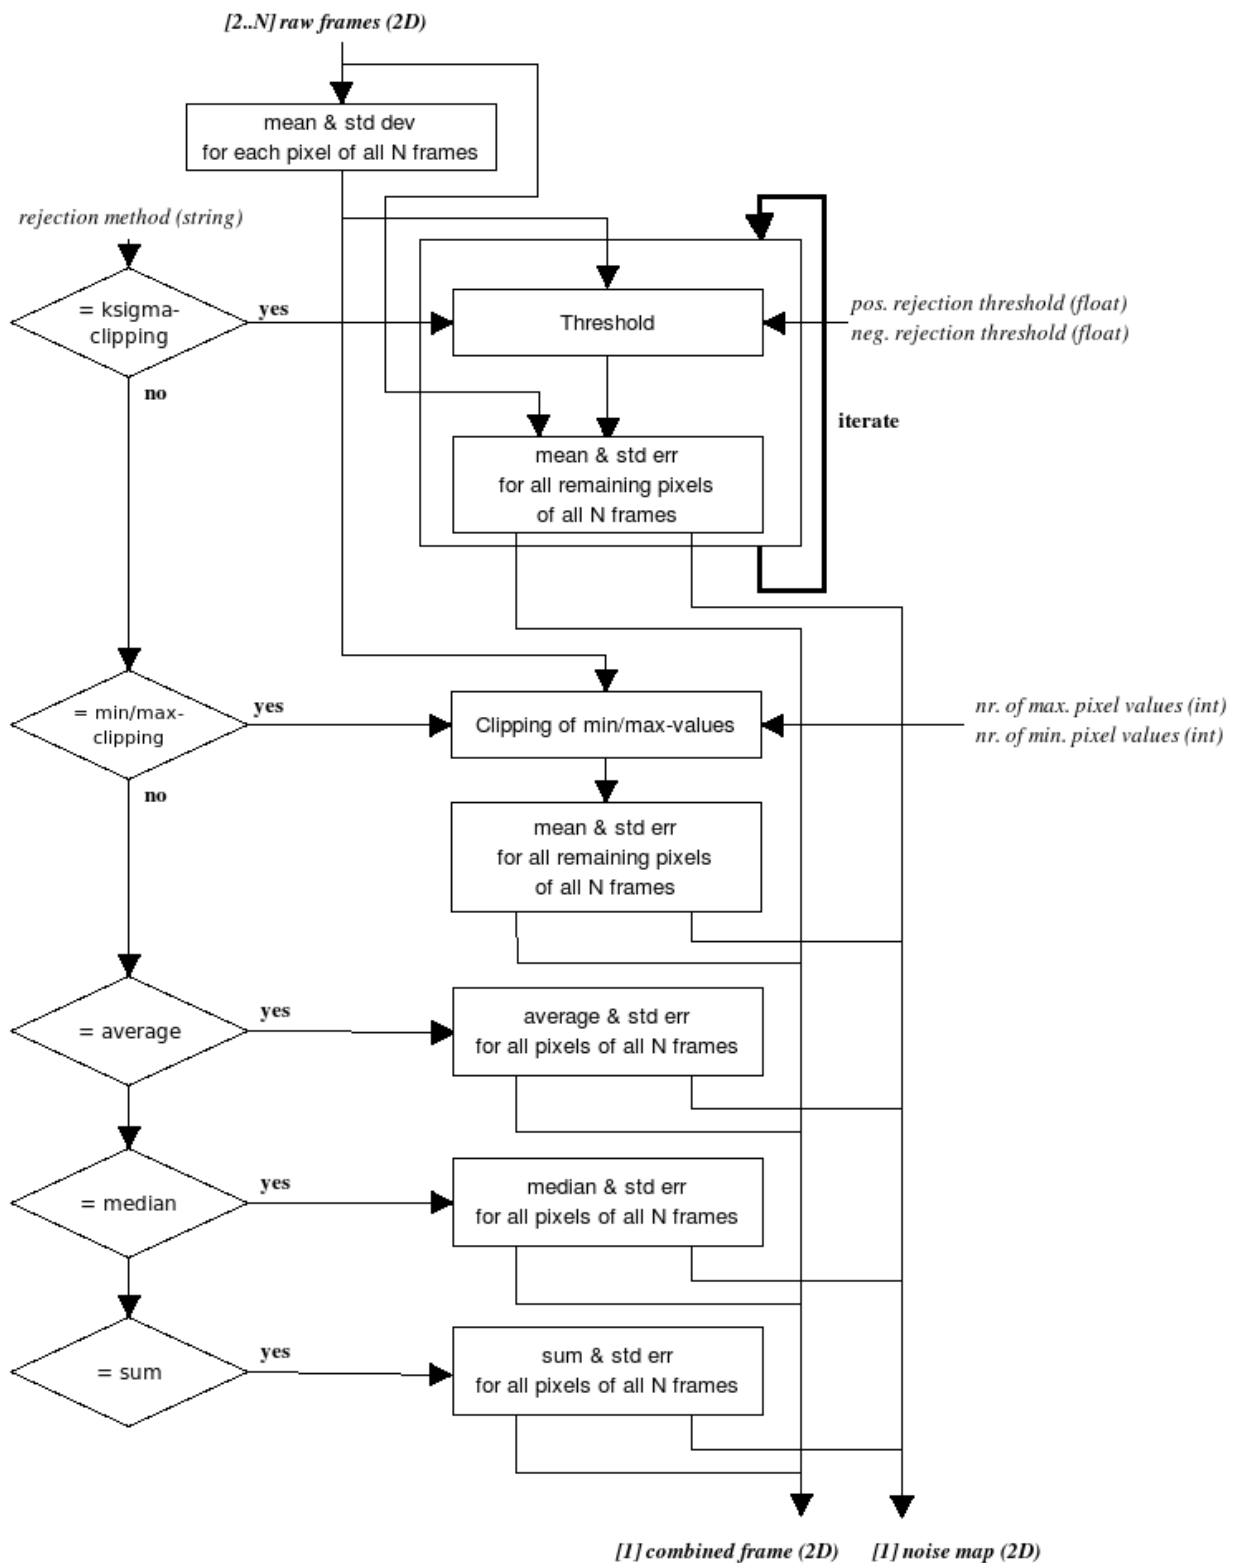 [2..N] raw frames (2D)
mean & std dev
for each pixel of all N frames
rejection method (string)
= ksigma-
clipping
yes
no
Threshold
pos. rejection threshold (float)
neg. rejection threshold (float)
iterate
mean & std err
for all remaining pixels
of all N frames
= min/max-
clipping
yes
no
Clipping of min/max-values
nr. of max. pixel values (int)
nr. of min. pixel values (int)
mean & std err
for all remaining pixels
of all N frames
= average
yes
average & std err
for all pixels of all N frames
= median
yes
median & std err
for all pixels of all N frames
= sum
yes
sum & std err
for all pixels of all N frames
[1] combined frame (2D)
[1] noise map (2D)